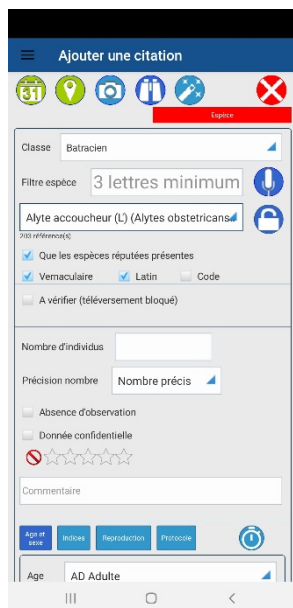 Ajouter une citation
31
Espèce
Classe Batracien
Filtre espèce 3 lettres minimum
Alyte accoucheur (L') (Alytes obstetricans
203 référence(s)
Que les espèces réputées présentes
Vernaculaire Latin Code
A vérifier (téléversement bloqué)
Nombre d'individus
Précision nombre Nombre précis
Absence d'observation
Donnée confidentielle
Commentaire
Age et sexe Indices Reproduction Protocole
Age AD Adulte